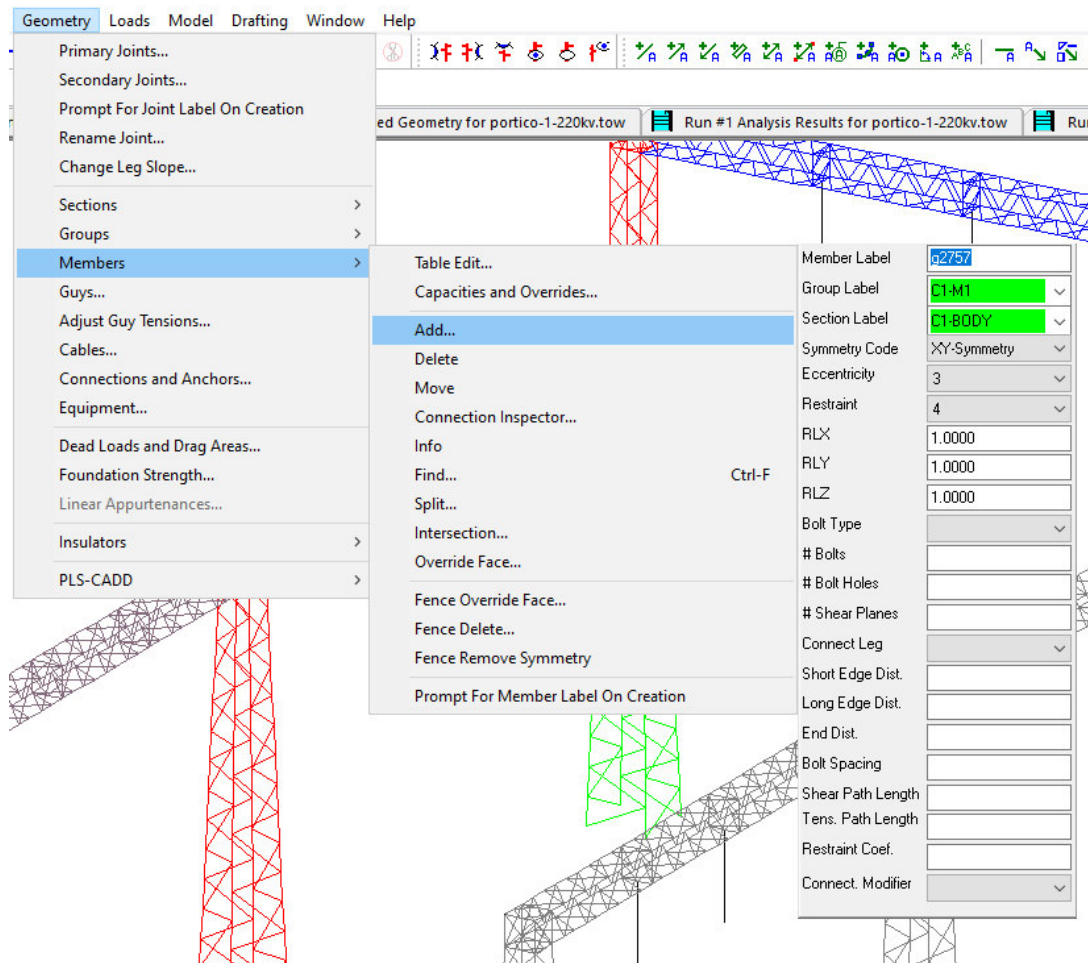 Geometry Loads Model Drafting Window Help
ed Geometry for portico-1-220kv.tow Run #1 Analysis Results for portico-1-220kv.tow Ru
Primary Joints...
Secondary Joints...
Prompt For Joint Label On Creation
Rename Joint...
Change Leg Slope...
Sections >
Groups >
Members >
Guys...
Adjust Guy Tensions...
Cables...
Connections and Anchors...
Equipment...
Dead Loads and Drag Areas...
Foundation Strength...
Linear Appurtenances...
Insulators >
PLS-CADD >
Table Edit...
Capacities and Overrides...
Add...
Delete
Move
Connection Inspector...
Info
Find... Ctrl-F
Split...
Intersection...
Override Face...
Fence Override Face...
Fence Delete...
Fence Remove Symmetry
Prompt For Member Label On Creation
Member Label g2757
Group Label C1-M1
Section Label C1-BODY
Symmetry Code XY-Symmetry
Eccentricity 3
Restraint 4
RLX 1.0000
RLY 1.0000
RLZ 1.0000
Bolt Type
# Bolts
# Bolt Holes
# Shear Planes
Connect Leg
Short Edge Dist.
Long Edge Dist.
End Dist.
Bolt Spacing
Shear Path Length
Tens. Path Length
Restraint Coef.
Connect. Modifier